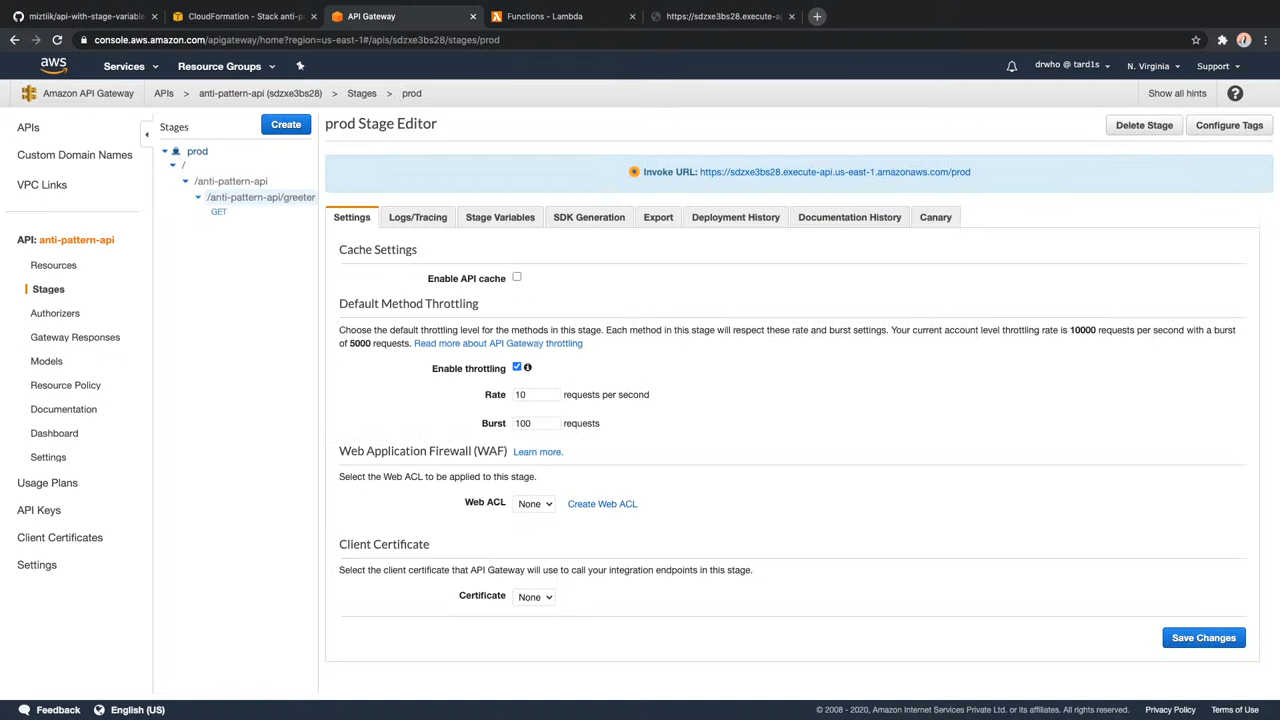 miztiik/api-with-stage-variable
CloudFormation - Stack anti-p
API Gateway
Functions - Lambda
https://sdzxe3bs28.execute-a
console.aws.amazon.com/apigateway/home?region=us-east-1#/apis/sdzxe3bs28/stages/prod
aws
Services
Resource Groups
drwho @ tard1s
N. Virginia
Support
Amazon API Gateway
APIs > anti-pattern-api (sdzxe3bs28) > Stages > prod
Show all hints
?
APIs
Custom Domain Names
VPC Links
API: anti-pattern-api
Resources
Stages
Authorizers
Gateway Responses
Models
Resource Policy
Documentation
Dashboard
Settings
Usage Plans
API Keys
Client Certificates
Settings
Stages
Create
prod
/
/anti-pattern-api
/anti-pattern-api/greeter
GET
prod Stage Editor
Delete Stage
Configure Tags
Invoke URL: https://sdzxe3bs28.execute-api.us-east-1.amazonaws.com/prod
Settings
Logs/Tracing
Stage Variables
SDK Generation
Export
Deployment History
Documentation History
Canary
Cache Settings
Enable API cache
Default Method Throttling
Choose the default throttling level for the methods in this stage. Each method in this stage will respect these rate and burst settings. Your current account level throttling rate is 10000 requests per second with a burst
of 5000 requests. Read more about API Gateway throttling
Enable throttling
Rate 10 requests per second
Burst 100 requests
Web Application Firewall (WAF) Learn more.
Select the Web ACL to be applied to this stage.
Web ACL None Create Web ACL
Client Certificate
Select the client certificate that API Gateway will use to call your integration endpoints in this stage.
Certificate None
Save Changes
Feedback
English (US)
© 2008 - 2020, Amazon Internet Services Private Ltd. or its affiliates. All rights reserved.
Privacy Policy
Terms of Use